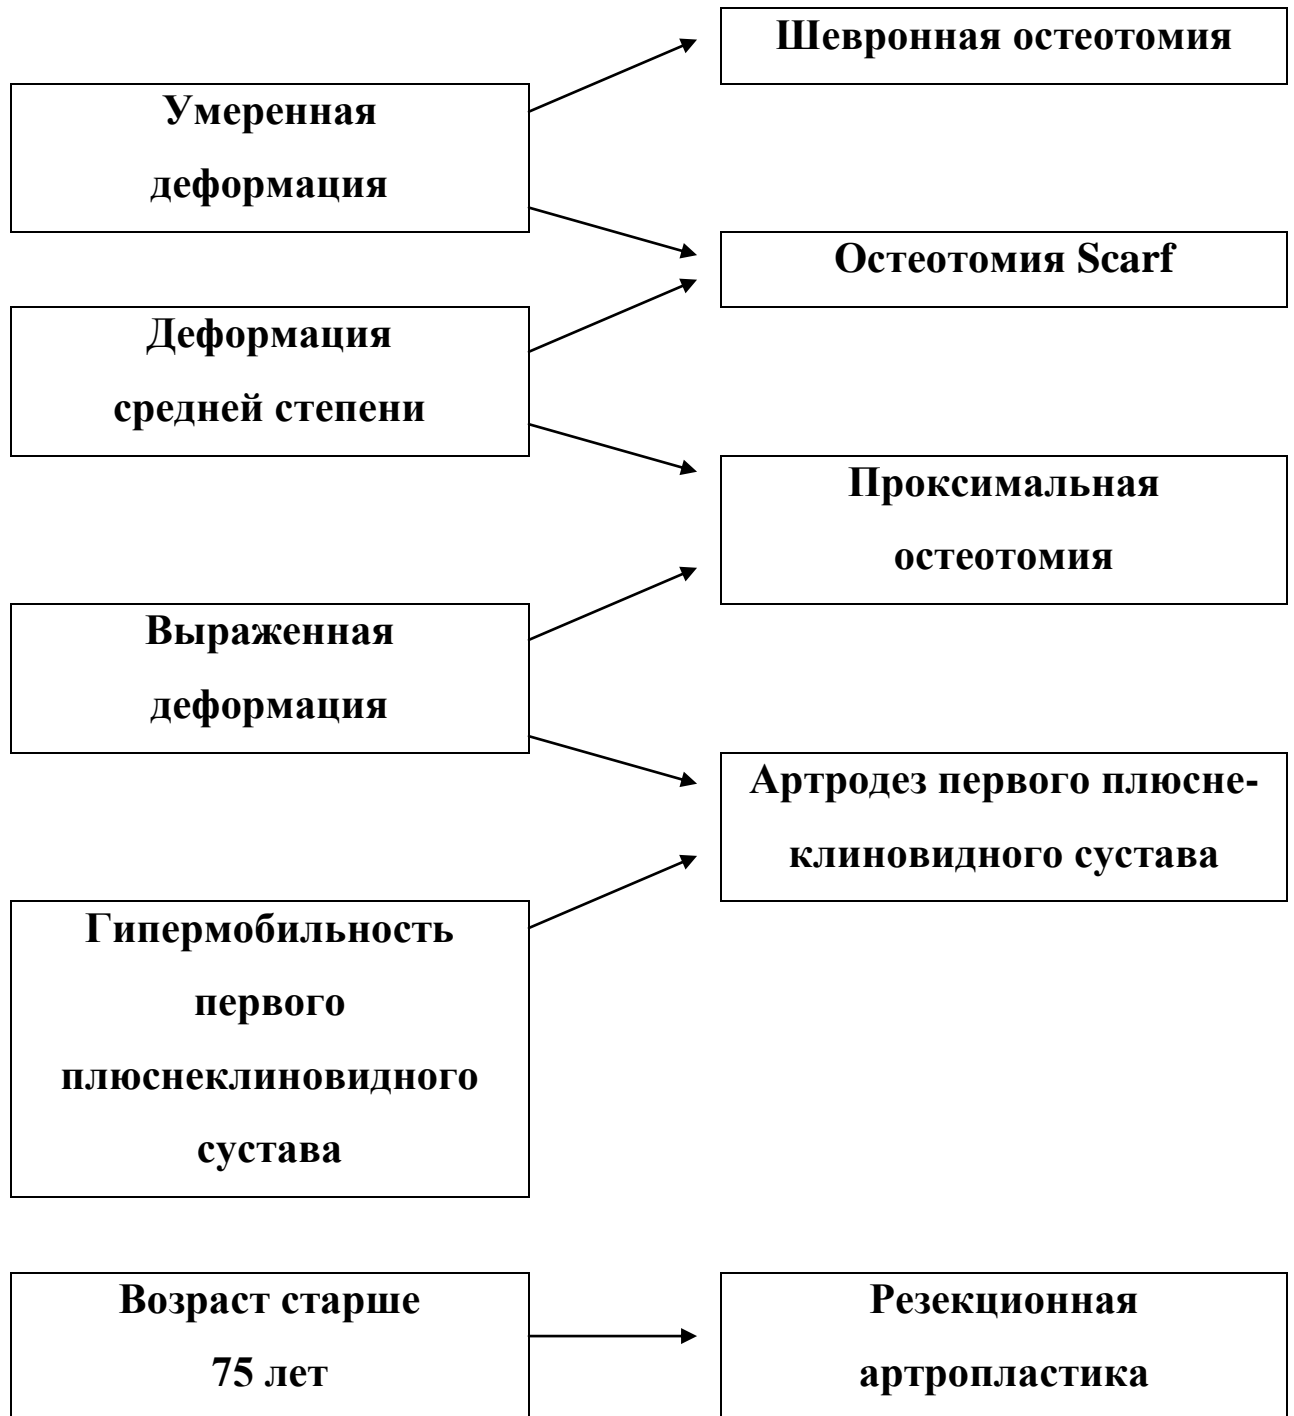 Шевронная остеотомия
Умеренная
деформация
Остеотомия Scarf
Деформация
средней степени
Проксимальная
остеотомия
Выраженная
деформация
Артродез первого плюсне-
клиновидного сустава
Гипермобильность
первого
плюснеклиновидного
сустава
Возраст старше
75 лет
Резекционная
артропластика